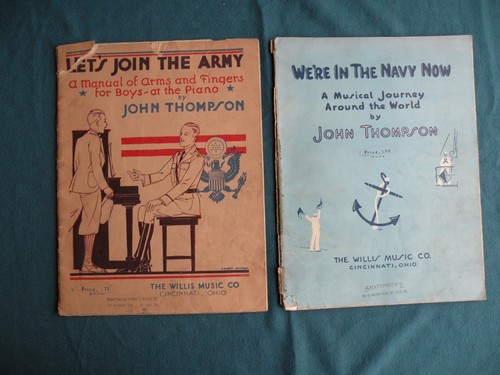 LET'S JOIN THE ARMY
A Manual of Arms and Fingers
for Boys-at the Piano
by
JOHN THOMPSON
THE WILLIS MUSIC CO
CINCINNATI, OHIO
WE'RE IN THE NAVY NOW
A Musical Journey
Around the World
by
JOHN THOMPSON
THE WILLIS MUSIC CO.
CINCINNATI, OHIO